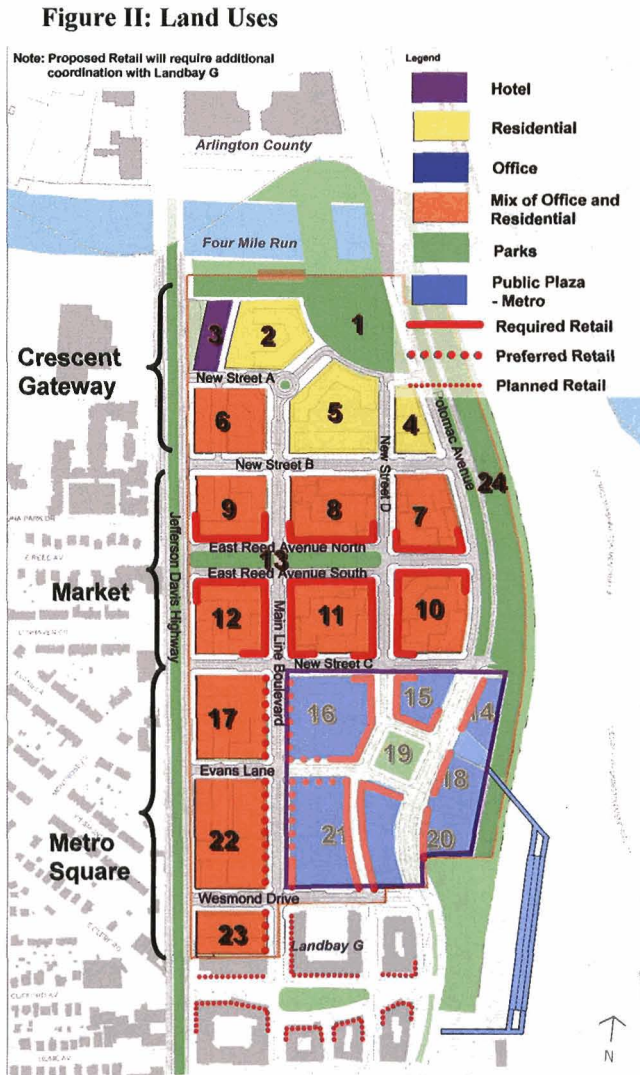 Figure II: Land Uses
Note: Proposed Retail will require additional
coordination with Landbay G
Legend
Hotel
Residential
Office
Mix of Office and
Residential
Parks
Public Plaza
- Metro
Required Retail
Preferred Retail
Planned Retail
Arlington County
Four Mile Run
Crescent
Gateway
3
2
1
New Street A
6
5
4
Potomac Avenue
New Street B
New Street D
24
9
8
7
East Reed Avenue North
13
East Reed Avenue South
Jefferson Davis Highway
Market
12
11
10
Main Line Boulevard
New Street C
17
16
15
14
19
Evans Lane
18
Metro
Square
22
21
20
Wesmond Drive
23
Landbay G
N